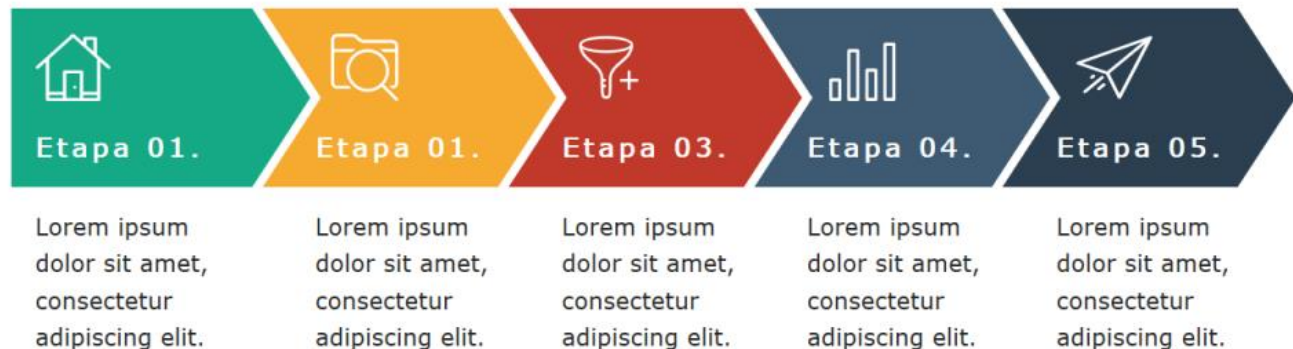 Etapa 01.
Etapa 01.
Etapa 03.
Etapa 04.
Etapa 05.
Lorem ipsum
dolor sit amet,
consectetur
adipiscing elit.
Lorem ipsum
dolor sit amet,
consectetur
adipiscing elit.
Lorem ipsum
dolor sit amet,
consectetur
adipiscing elit.
Lorem ipsum
dolor sit amet,
consectetur
adipiscing elit.
Lorem ipsum
dolor sit amet,
consectetur
adipiscing elit.